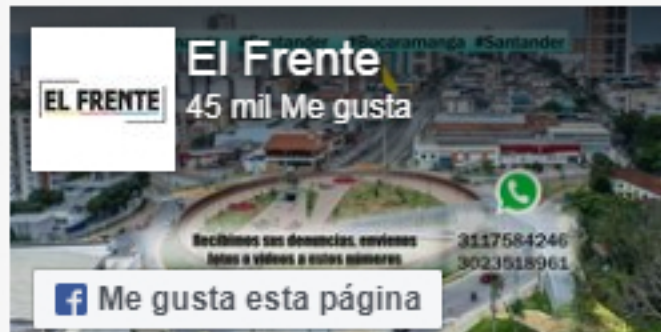 #Santander #Bucaramanga #Santander
El Frente
EL FRENTE
45 mil Me gusta
Recibimos sus denuncias, envienos
fotos o videos a estos números
3117584246
3023518961
Me gusta esta página